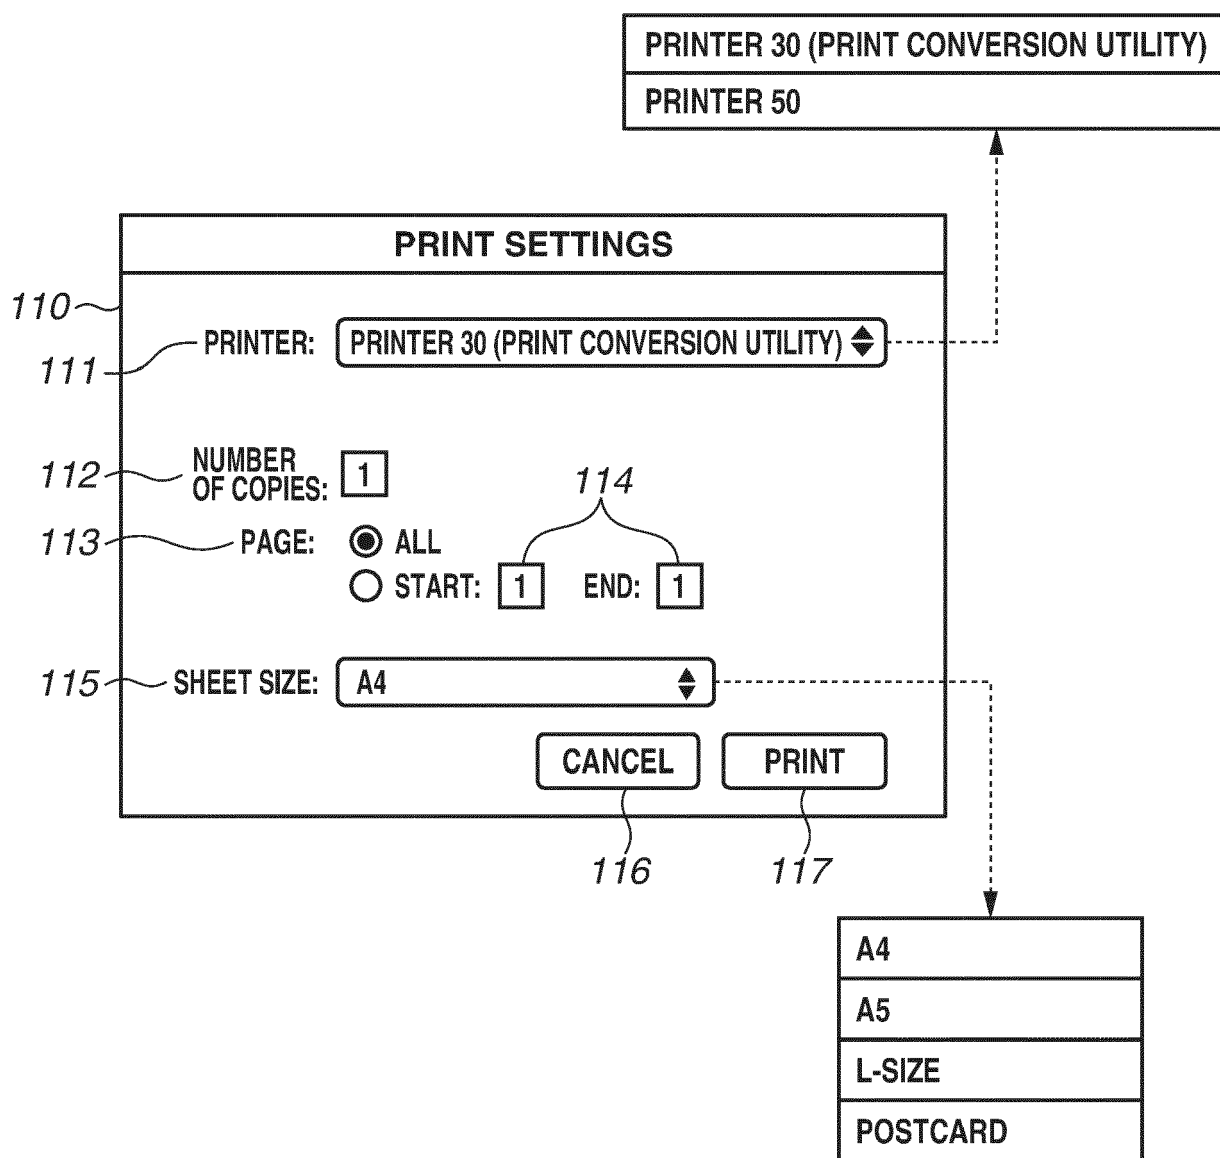 PRINTER 30 (PRINT CONVERSION UTILITY)
PRINTER 50
PRINT SETTINGS
110
PRINTER: PRINTER 30 (PRINT CONVERSION UTILITY)
111
NUMBER
OF COPIES: 1
112
114
113
PAGE: ALL
START: 1 END: 1
115
SHEET SIZE: A4
CANCEL PRINT
116 117
A4
A5
L-SIZE
POSTCARD